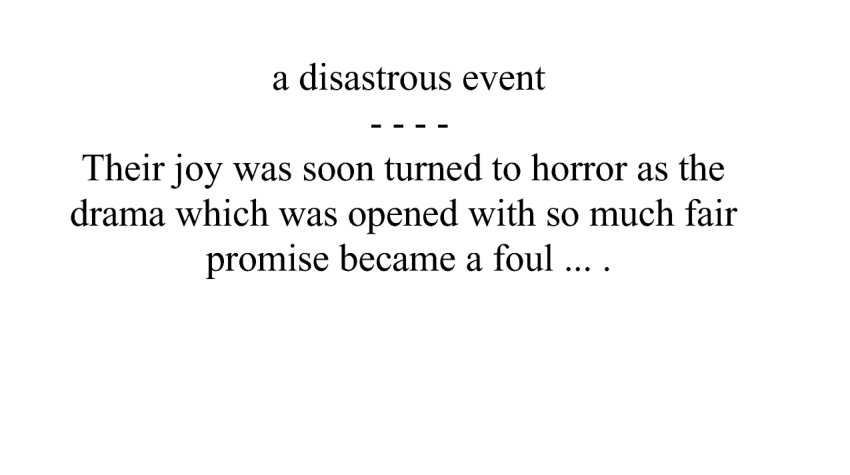 a disastrous event
- - - -
Their joy was soon turned to horror as the
drama which was opened with so much fair
promise became a foul ... .